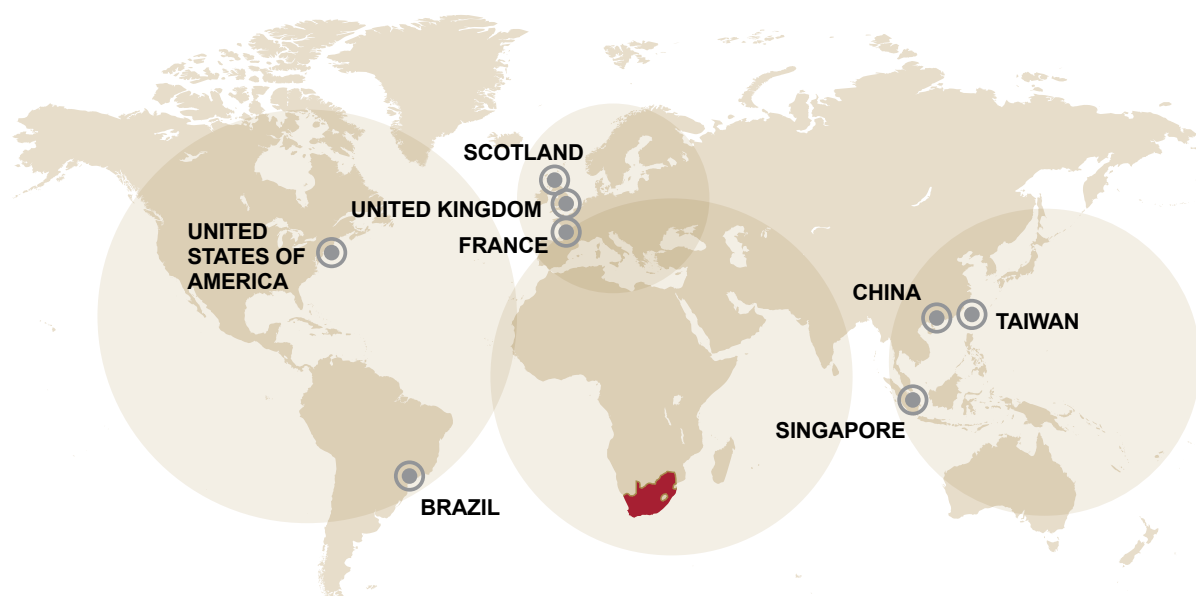 SCOTLAND
UNITED KINGDOM
FRANCE
UNITED
STATES OF
AMERICA
CHINA
TAIWAN
SINGAPORE
BRAZIL